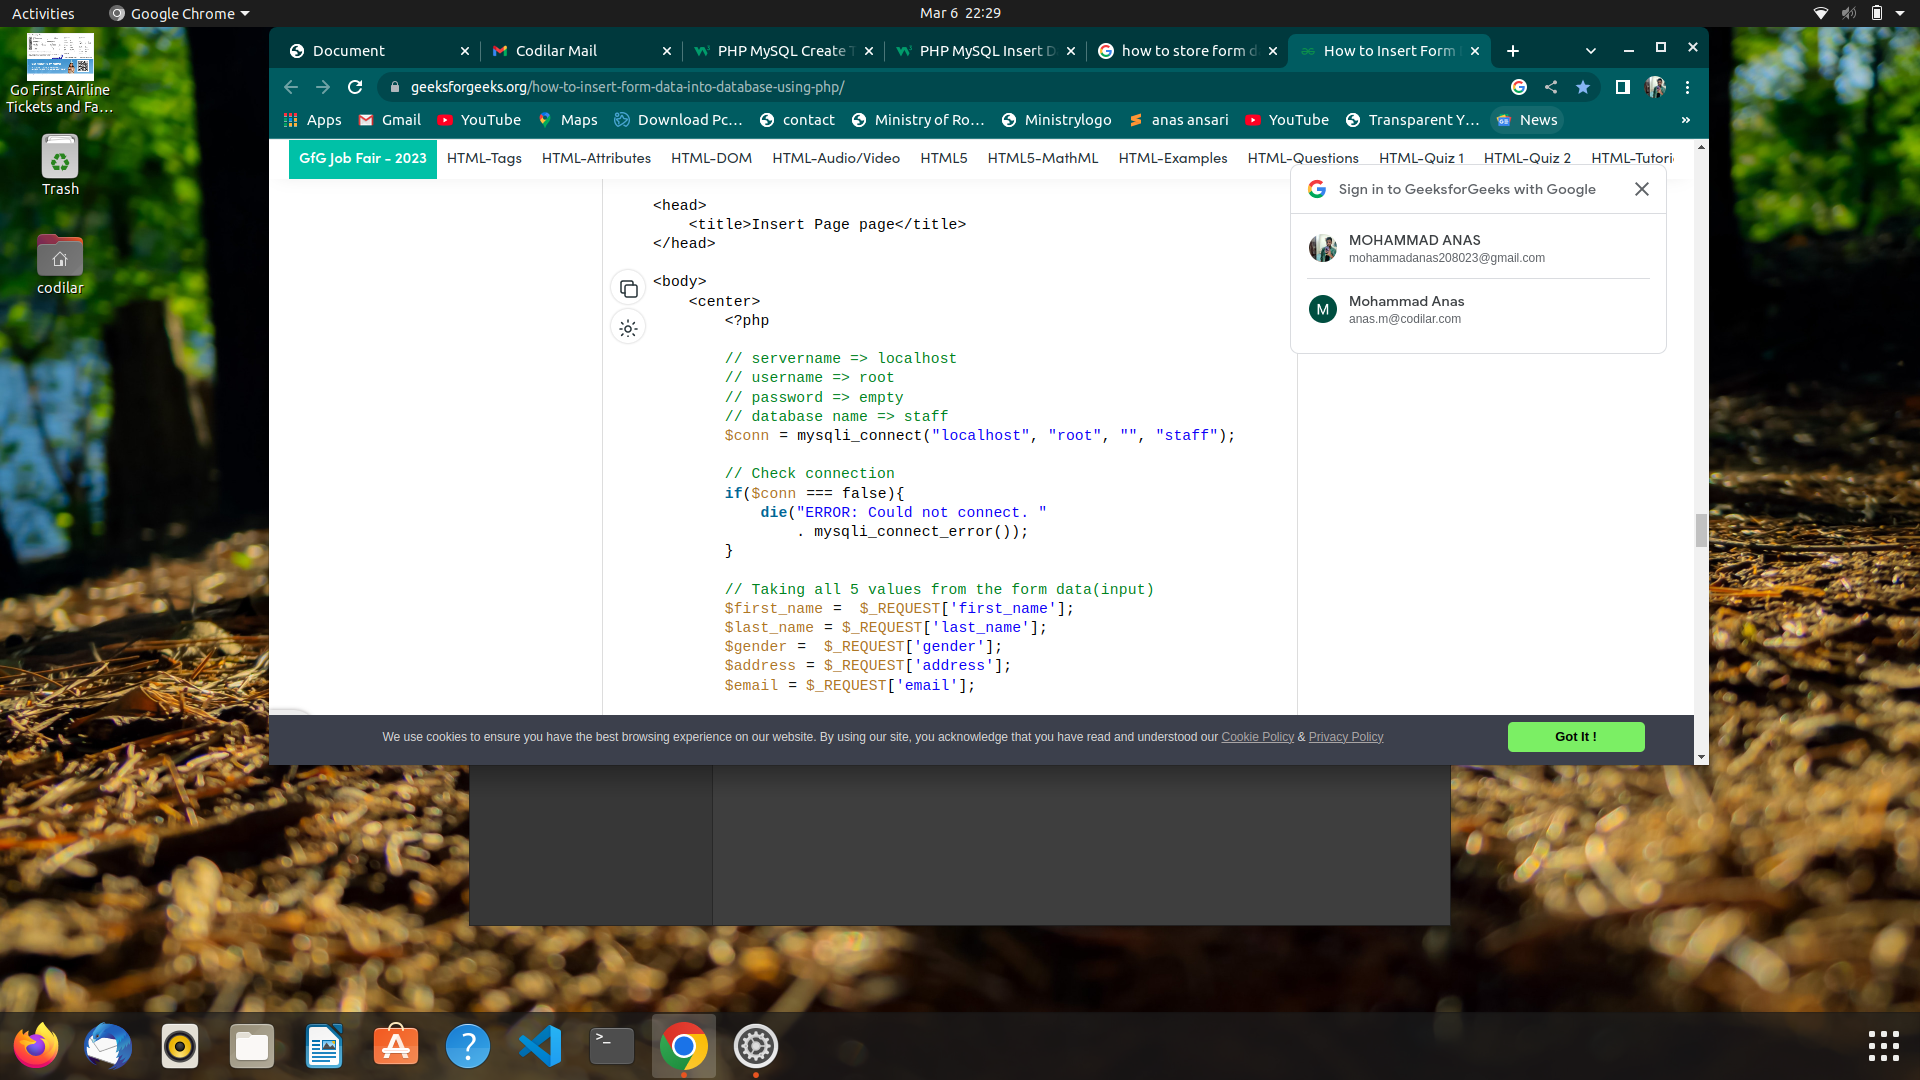 Activities
Google Chrome
Mar 6 22:29
Go First Airline
Tickets and Fa…
Trash
codilar
Document
Codilar Mail
PHP MySQL Create
PHP MySQL Insert D
how to store form d
How to Insert Form
geeksforgeeks.org/how-to-insert-form-data-into-database-using-php/
Apps
Gmail
YouTube
Maps
Download Pc…
contact
Ministry of Ro…
Ministrylogo
anas ansari
YouTube
Transparent Y…
News
»
GfG Job Fair - 2023
HTML-Tags
HTML-Attributes
HTML-DOM
HTML-Audio/Video
HTML5
HTML5-MathML
HTML-Examples
HTML-Questions
HTML-Quiz 1
HTML-Quiz 2
HTML-Tutori
Sign in to GeeksforGeeks with Google
MOHAMMAD ANAS
mohammadanas208023@gmail.com
M
Mohammad Anas
anas.m@codilar.com
<head>
<title>Insert Page page</title>
</head>
<body>
<center>
<?php
// servername => localhost
// username => root
// password => empty
// database name => staff
$conn = mysqli_connect("localhost", "root", "", "staff");
// Check connection
if($conn === false){
die("ERROR: Could not connect. "
. mysqli_connect_error());
}
// Taking all 5 values from the form data(input)
$first_name =  $_REQUEST['first_name'];
$last_name = $_REQUEST['last_name'];
$gender =  $_REQUEST['gender'];
$address = $_REQUEST['address'];
$email = $_REQUEST['email'];
We use cookies to ensure you have the best browsing experience on our website. By using our site, you acknowledge that you have read and understood our Cookie Policy & Privacy Policy
Got It !